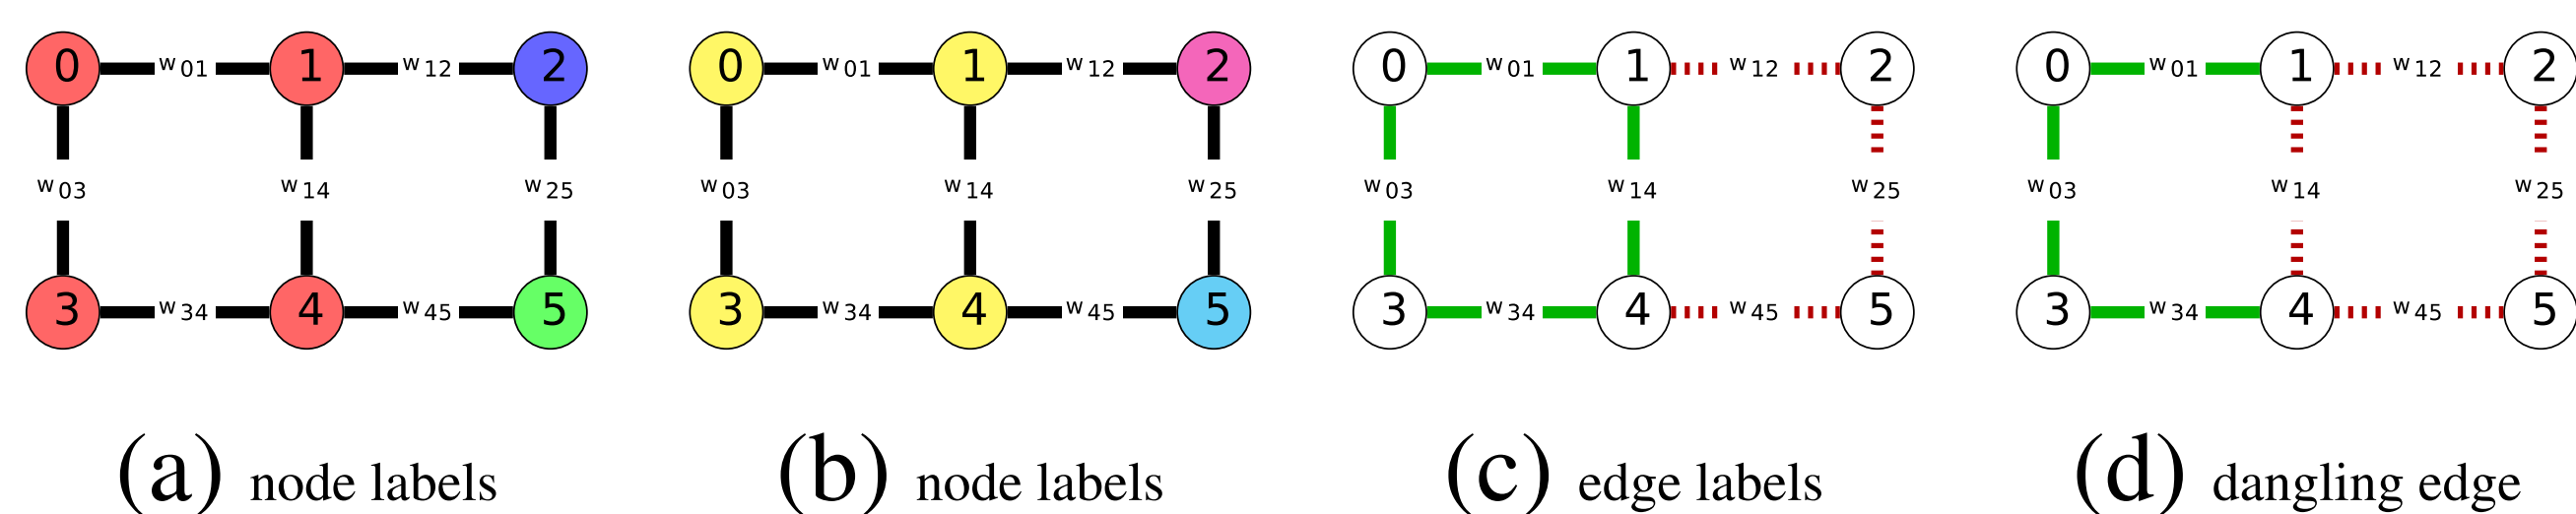 0 w01 1 w12 2 0 w01 1 w12 2 0 w01 1 w12 2 0 w01 1 w12 2
w03 w14 w25 w03 w14 w25 w03 w14 w25 w03 w14 w25
3 w34 4 w45 5 3 w34 4 w45 5 3 w34 4 w45 5 3 w34 4 w45 5
(a) node labels (b) node labels (c) edge labels (d) dangling edge